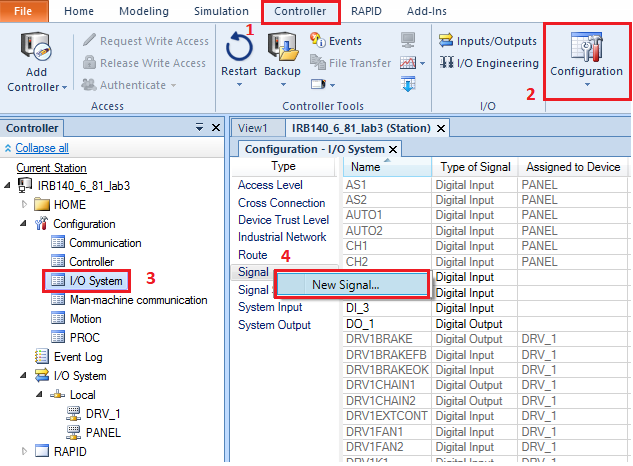 File Home Modeling Simulation Controller RAPID Add-Ins
1
2
Add Controller
Request Write Access
Release Write Access
Authenticate
Access
Restart
Backup
Events
File Transfer
Controller Tools
Inputs/Outputs
I/O Engineering
I/O
Configuration
Controller
Collapse all
Current Station
IRB140_6_81_lab3
HOME
Configuration
Communication
Controller
I/O System
3
Man-machine communication
Motion
PROC
Event Log
I/O System
Local
DRV_1
PANEL
RAPID
View1 IRB140_6_81_lab3 (Station)
Configuration - I/O System
Type
Access Level
Cross Connection
Device Trust Level
Industrial Network
Route
4
Signal
Signal
System Input
System Output
New Signal...
Name Type of Signal Assigned to Device
AS1 Digital Input PANEL
AS2 Digital Input PANEL
AUTO1 Digital Input PANEL
AUTO2 Digital Input PANEL
CH1 Digital Input PANEL
CH2 Digital Input PANEL
Digital Input
Digital Input
DI_3 Digital Input
DO_1 Digital Output
DRV1BRAKE Digital Output DRV_1
DRV1BRAKEFB Digital Input DRV_1
DRV1BRAKEOK Digital Input DRV_1
DRV1CHAIN1 Digital Output DRV_1
DRV1CHAIN2 Digital Output DRV_1
DRV1EXTCONT Digital Input DRV_1
DRV1FAN1 Digital Input DRV_1
DRV1FAN2 Digital Input DRV_1